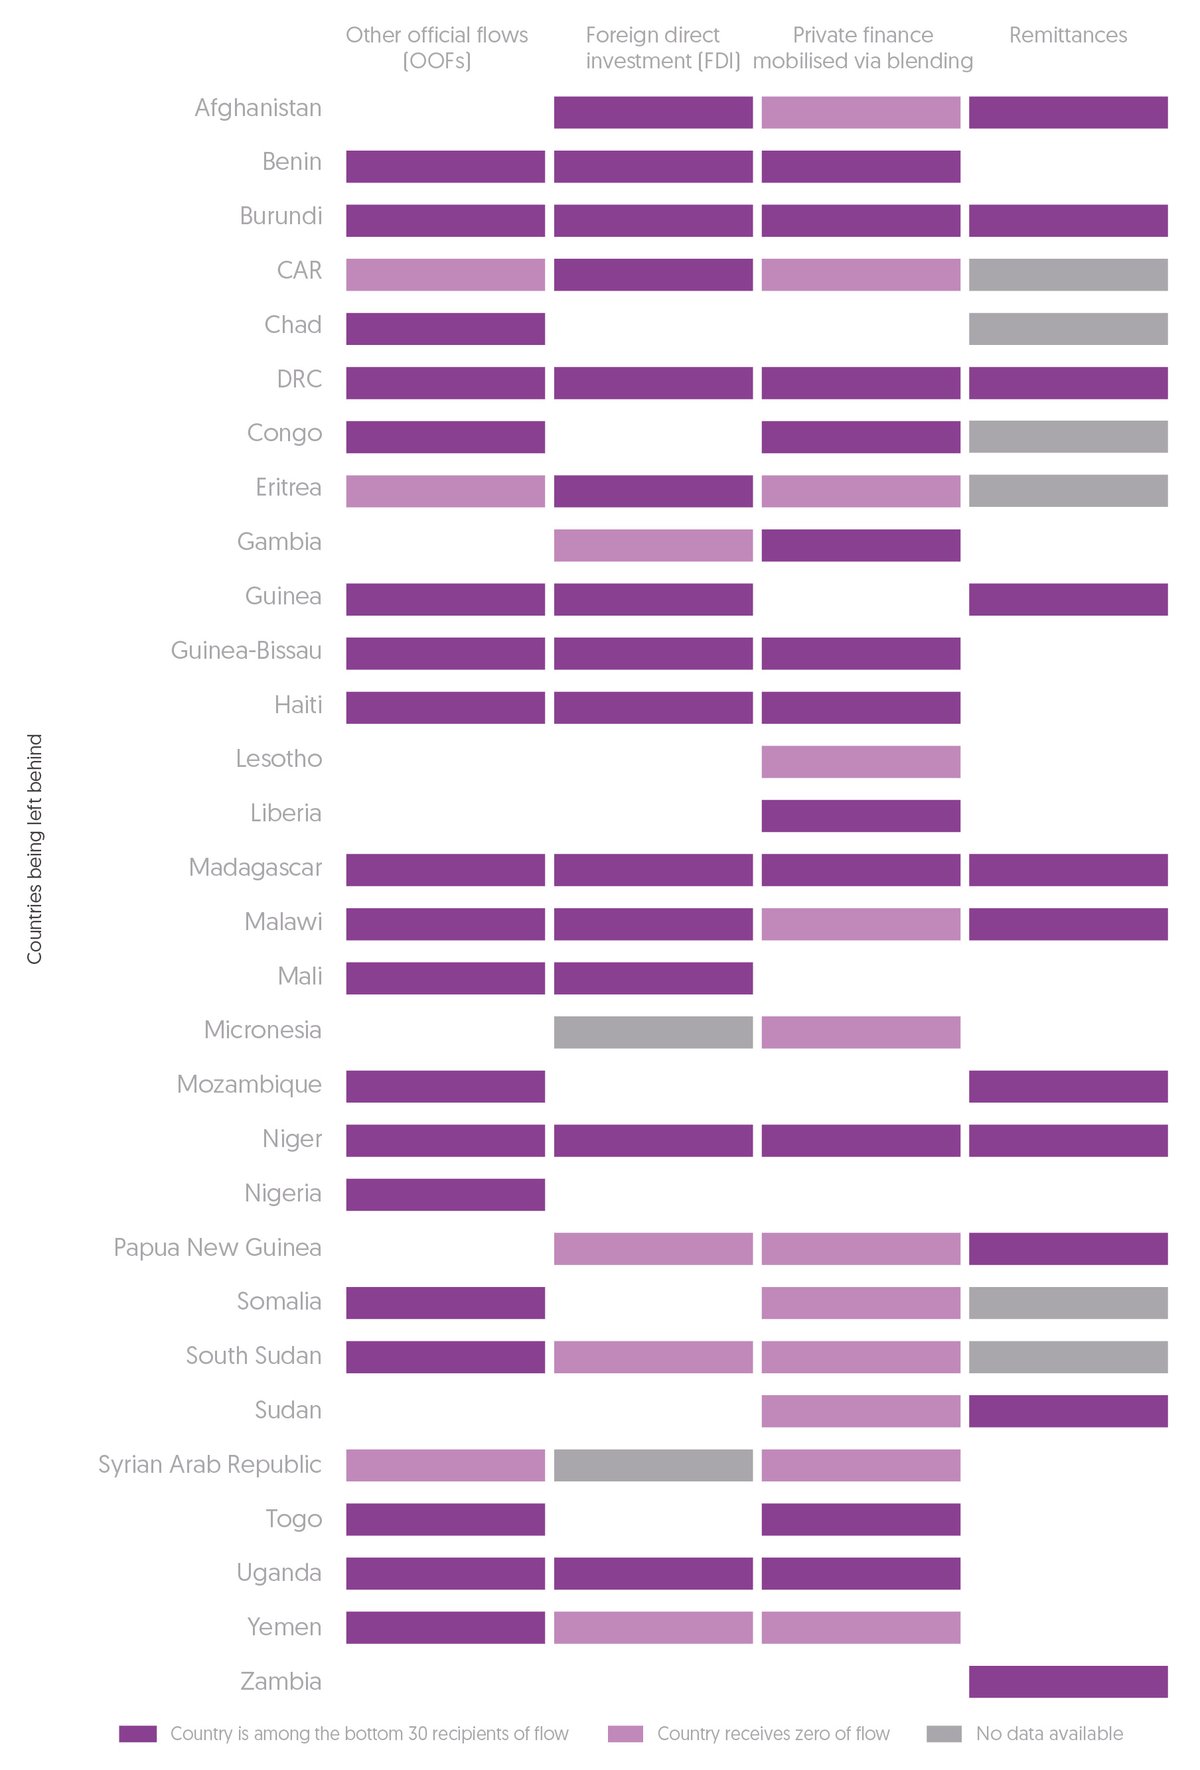 Other official flows
(OOFs)
Foreign direct
investment (FDI)
Private finance
mobilised via blending
Remittances
Countries being left behind
Afghanistan
Benin
Burundi
CAR
Chad
DRC
Congo
Eritrea
Gambia
Guinea
Guinea-Bissau
Haiti
Lesotho
Liberia
Madagascar
Malawi
Mali
Micronesia
Mozambique
Niger
Nigeria
Papua New Guinea
Somalia
South Sudan
Sudan
Syrian Arab Republic
Togo
Uganda
Yemen
Zambia
Country is among the bottom 30 recipients of flow
Country receives zero of flow
No data available